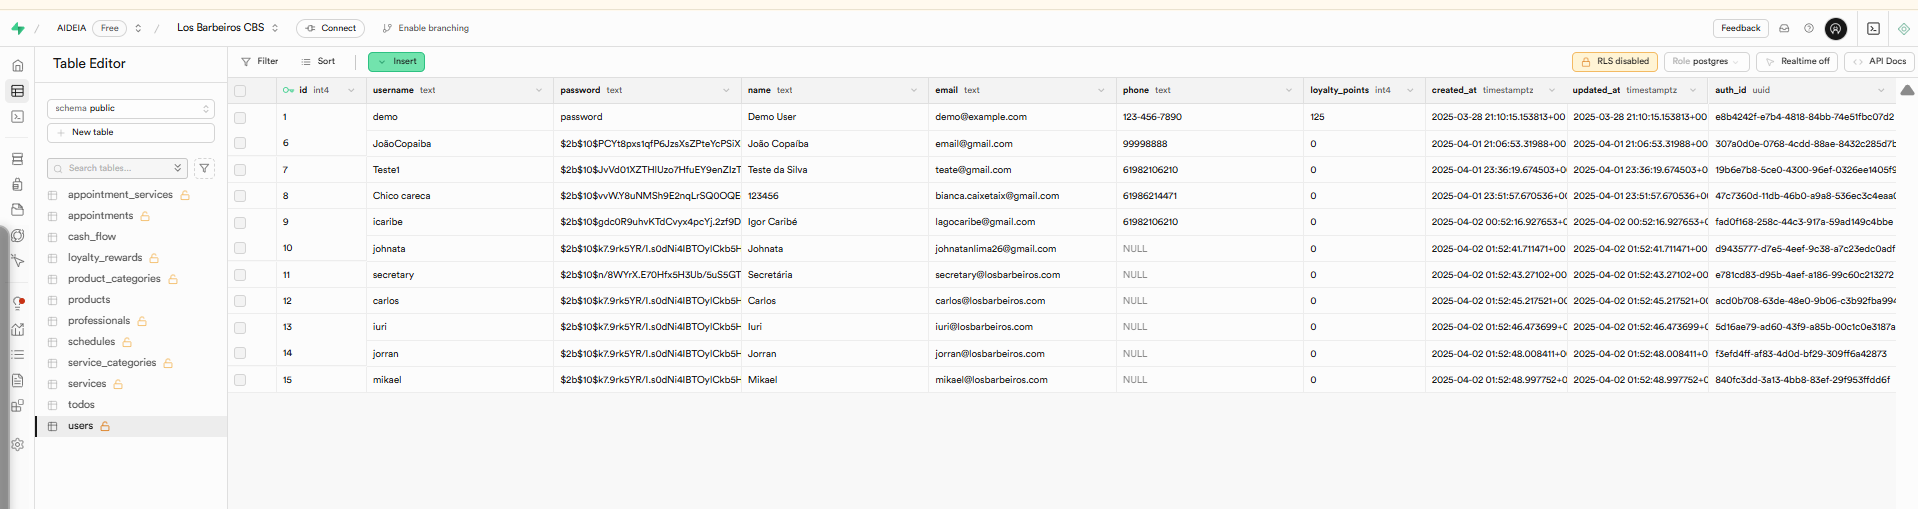 / AIDEIA Free / Los Barbeiros CBS Connect Enable branching Feedback
Table Editor Filter Sort Insert RLS disabled Role postgres Realtime off API Docs
schema public
New table
Search tables...
appointment_services
appointments
cash_flow
loyalty_rewards
product_categories
products
professionals
schedules
service_categories
services
todos
users
id int4 username text password text name text email text phone text loyalty_points int4 created_at timestamptz updated_at timestamptz auth_id uuid
1 demo password Demo User demo@example.com 123-456-7890 125 2025-03-28 21:10:15.153813+00 2025-03-28 21:10:15.153813+00 e8b4242f-e7b4-4818-84bb-74e51fbc07d2
6 JoãoCopaiba $2b$10$PCYt8pxs1qfP6JzsXsZPteYcPSiX João Copaíba email@gmail.com 99998888 0 2025-04-01 21:06:53.31988+00 2025-04-01 21:06:53.31988+00 307a0d0e-0768-4cdd-88ae-8432c285d7b
7 Teste1 $2b$10$JvVd01XZTHlUzo7HfuEY9enZIzT Teste da Silva teate@gmail.com 61982106210 0 2025-04-01 23:36:19.674503+00 2025-04-01 23:36:19.674503+00 19b6e7b8-5ce0-4300-96ef-0326ee1405f9
8 Chico careca $2b$10$vvWY8uNMSh9E2nqLrSQ0OQE 123456 bianca.caixetaix@gmail.com 61986214471 0 2025-04-01 23:51:57.670536+00 2025-04-01 23:51:57.670536+00 47c7360d-11db-46b0-a9a8-536ec3c4eaa
9 icaribe $2b$10$gdc0R9uhvKTdCvyx4pcYj.2zf9D Igor Caribé lagocaribe@gmail.com 61982106210 0 2025-04-02 00:52:16.927653+0 2025-04-02 00:52:16.927653+0 fad0f168-258c-44c3-917a-59ad149c4bbe
10 johnata $2b$10$k7.9rk5YR/I.s0dNi4IBTOylCkb5H Johnata johnatanlima26@gmail.com NULL 0 2025-04-02 01:52:41.711471+00 2025-04-02 01:52:41.711471+00 d9435777-d7e5-4eef-9c38-a7c23edc0adf
11 secretary $2b$10$n/8WYrX.E70Hfx5H3Ub/5uS5GT Secretária secretary@losbarbeiros.com NULL 0 2025-04-02 01:52:43.27102+00 2025-04-02 01:52:43.27102+00 e781cd83-d95b-4aef-a186-99c60c213272
12 carlos $2b$10$k7.9rk5YR/I.s0dNi4IBTOylCkb5H Carlos carlos@losbarbeiros.com NULL 0 2025-04-02 01:52:45.217521+00 2025-04-02 01:52:45.217521+00 acd0b708-63de-48e0-9b06-c3b92fba994
13 iuri $2b$10$k7.9rk5YR/I.s0dNi4IBTOylCkb5H Iuri iuri@losbarbeiros.com NULL 0 2025-04-02 01:52:46.473699+0 2025-04-02 01:52:46.473699+0 5d16ae79-ad60-43f9-a85b-00c1c0e3187a
14 jorran $2b$10$k7.9rk5YR/I.s0dNi4IBTOylCkb5H Jorran jorran@losbarbeiros.com NULL 0 2025-04-02 01:52:48.008411+0 2025-04-02 01:52:48.008411+0 f3efd4ff-af83-4d0d-bf29-309ff6a42873
15 mikael $2b$10$k7.9rk5YR/I.s0dNi4IBTOylCkb5H Mikael mikael@losbarbeiros.com NULL 0 2025-04-02 01:52:48.997752+0 2025-04-02 01:52:48.997752+0 840fc3dd-3a13-4bb8-83ef-29f953ffdd6f